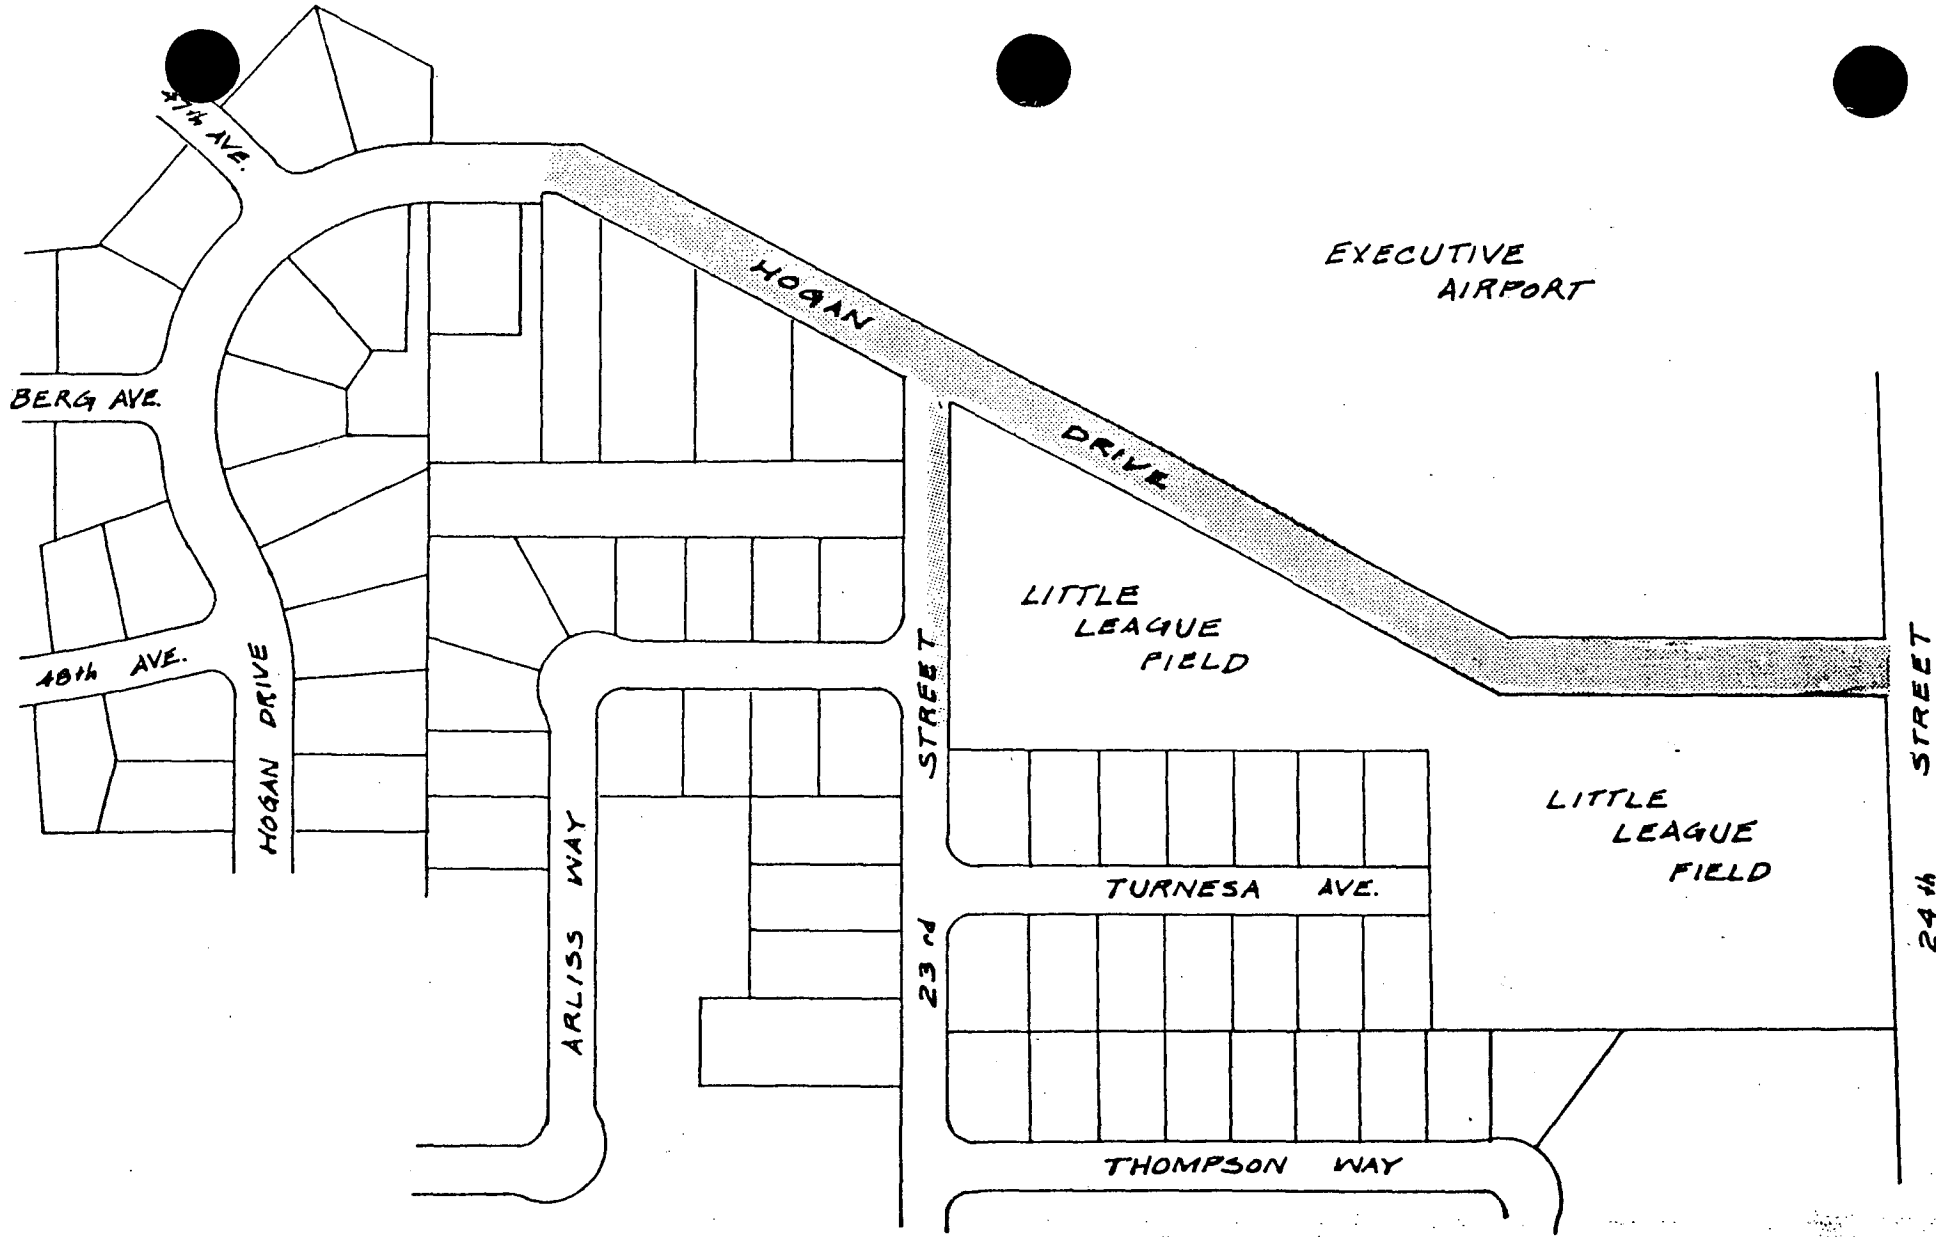 47th AVE.
EXECUTIVE
AIRPORT
HOGAN
DRIVE
BERG AVE.
LITTLE
LEAGUE
FIELD
48th AVE.
HOGAN DRIVE
STREET
23rd
STREET
24th
LITTLE
LEAGUE
FIELD
ARLISS WAY
TURNESA AVE.
THOMPSON WAY